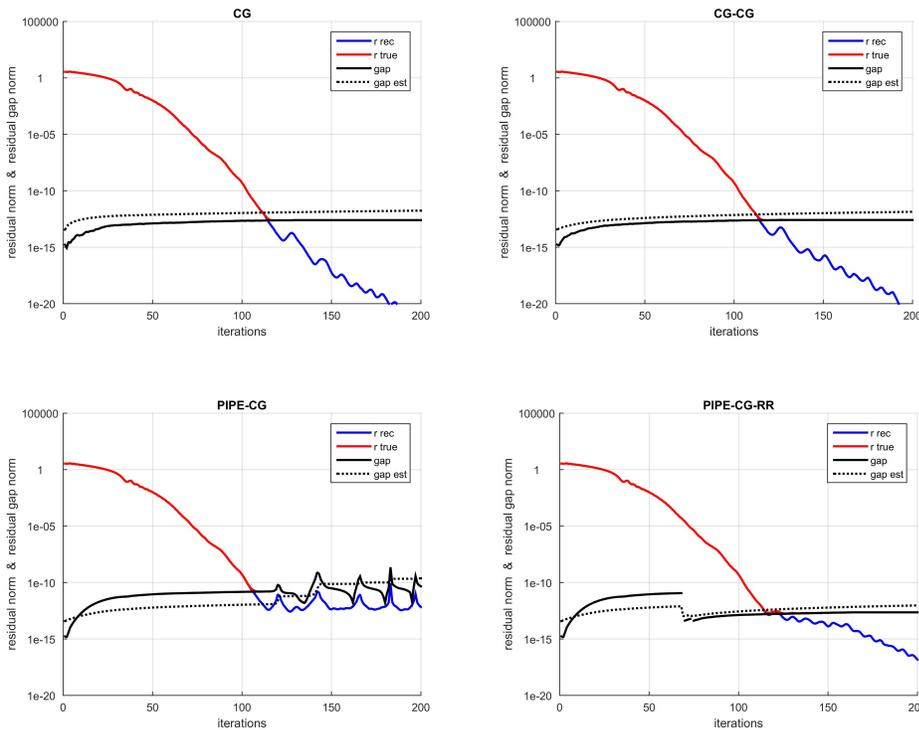 CG
100000
1
1e-05
1e-10
1e-15
1e-20
residual norm & residual gap norm
r rec
r true
gap
gap est
0
50
100
150
200
iterations
CG-CG
100000
1
1e-05
1e-10
1e-15
1e-20
residual norm & residual gap norm
r rec
r true
gap
gap est
0
50
100
150
200
iterations
PIPE-CG
100000
1
1e-05
1e-10
1e-15
1e-20
residual norm & residual gap norm
r rec
r true
gap
gap est
0
50
100
150
200
iterations
PIPE-CG-RR
100000
1
1e-05
1e-10
1e-15
1e-20
residual norm & residual gap norm
r rec
r true
gap
gap est
0
50
100
150
200
iterations